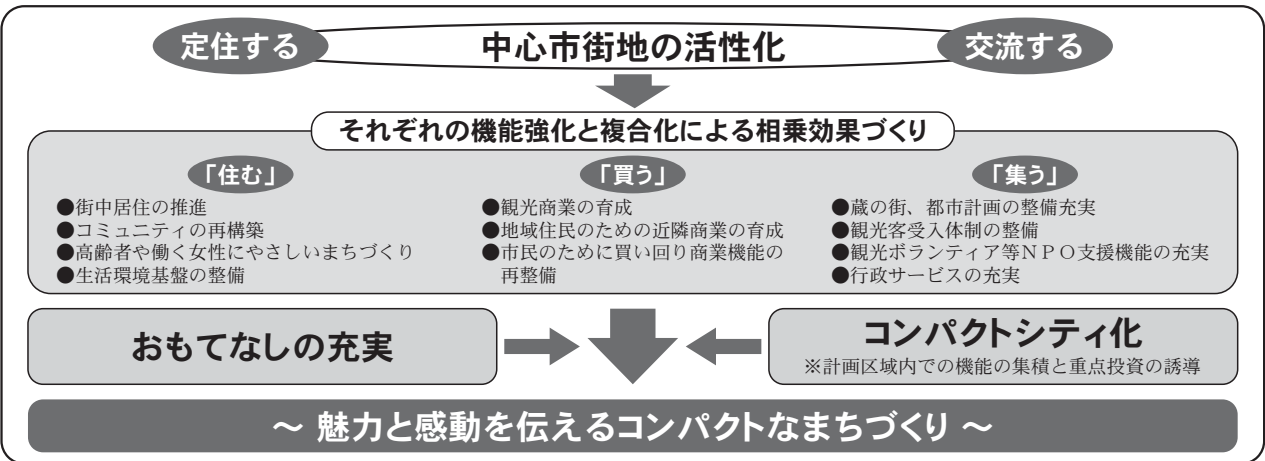 定住する
中心市街地の活性化
交流する
それぞれの機能強化と複合化による相乗効果づくり
「住む」
●街中居住の推進
●コミュニティの再構築
●高齢者や働く女性にやさしいまちづくり
●生活環境基盤の整備
「買う」
●観光商業の育成
●地域住民のための近隣商業の育成
●市民のために買い回り商業機能の
再整備
「集う」
●蔵の街、都市計画の整備充実
●観光客受入体制の整備
●観光ボランティア等NPO支援機能の充実
●行政サービスの充実
おもてなしの充実
コンパクトシティ化
※計画区域内での機能の集積と重点投資の誘導
～ 魅力と感動を伝えるコンパクトなまちづくり ～